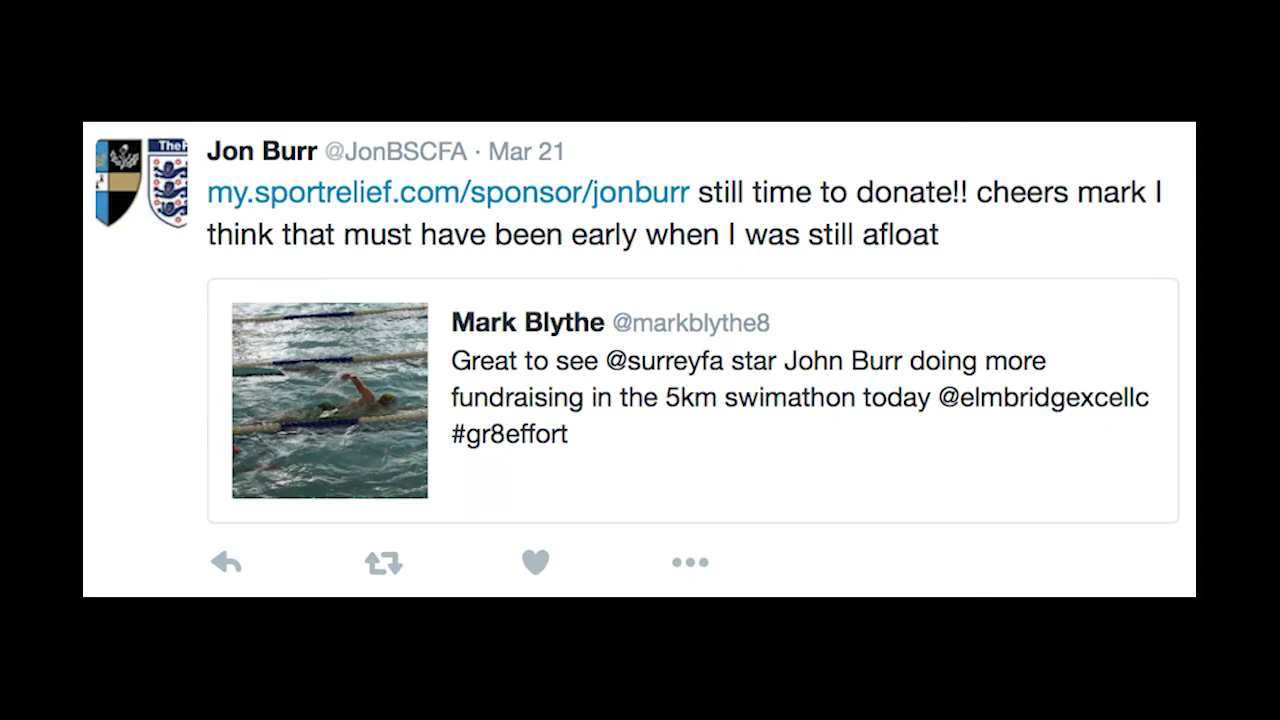 The F
Jon Burr @JonBSCFA · Mar 21
my.sportrelief.com/sponsor/jonburr still time to donate!! cheers mark I
think that must have been early when I was still afloat
Mark Blythe @markblythe8
Great to see @surreyfa star John Burr doing more
fundraising in the 5km swimathon today @elmbridgexcellc
#gr8effort